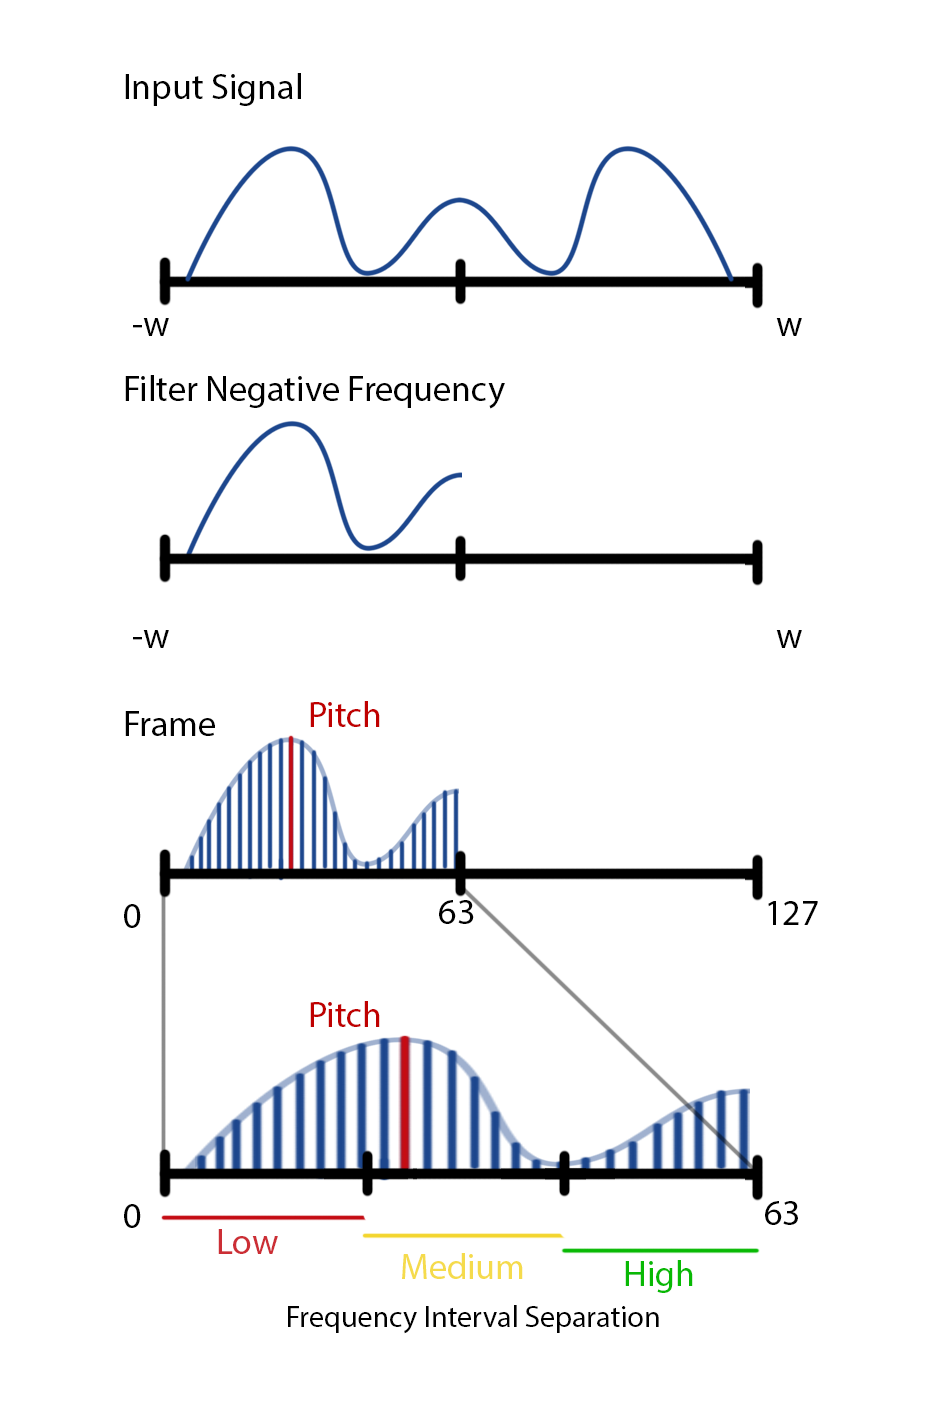 Input Signal
-w
w
Filter Negative Frequency
-w
w
Frame
Pitch
0
63
127
Pitch
0
63
Low
Medium
High
Frequency Interval Separation